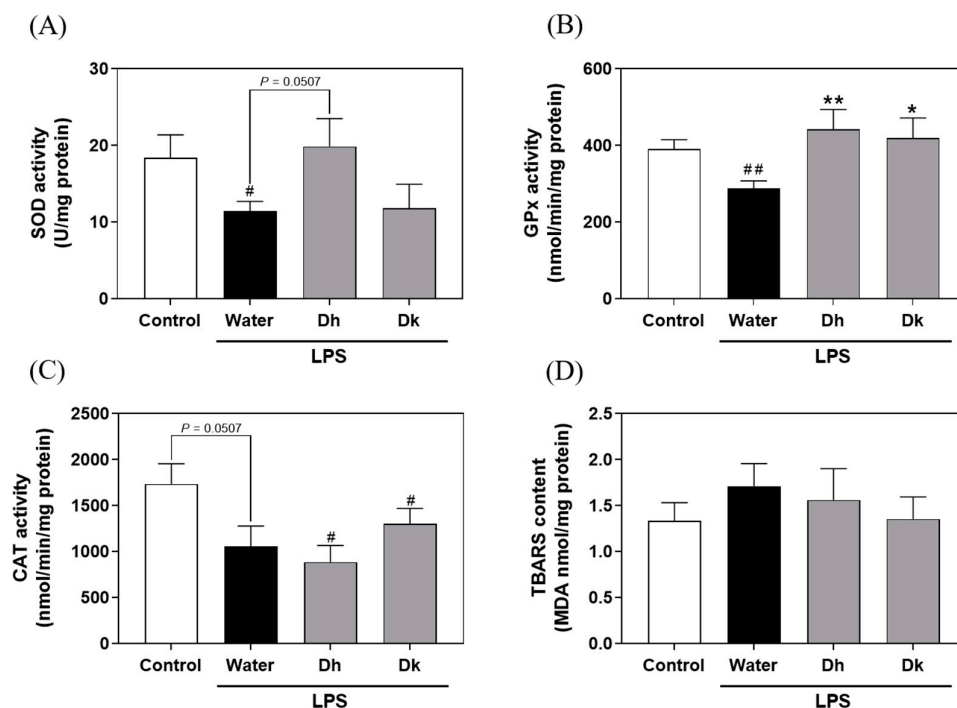 (A)
SOD activity
(U/mg protein)
30
20
10
0
P = 0.0507
#
Control Water Dh Dk
LPS
(B)
GPx activity
(nmol/min/mg protein)
600
400
200
0
##
**
*
Control Water Dh Dk
LPS
(C)
CAT activity
(nmol/min/mg protein)
2500
2000
1500
1000
500
0
P = 0.0507
#
#
Control Water Dh Dk
LPS
(D)
TBARS content
(MDA nmol/mg protein)
2.5
2.0
1.5
1.0
0.5
0.0
Control Water Dh Dk
LPS